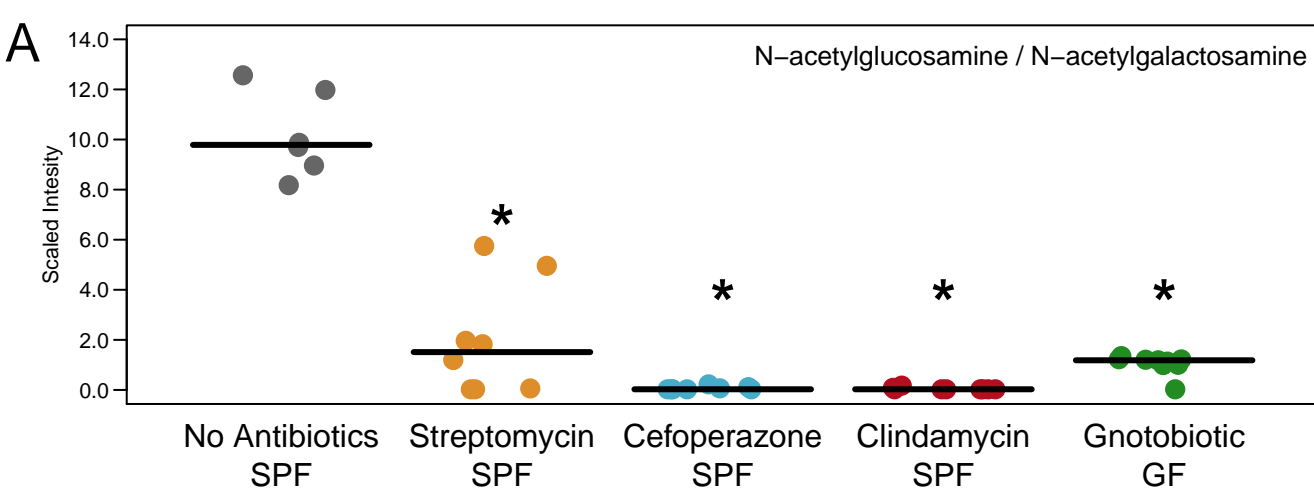 A
N−acetylglucosamine / N−acetylgalactosamine
Scaled Intesity
14.0
12.0
10.0
8.0
6.0
4.0
2.0
0.0
*
*
*
*
No Antibiotics
SPF
Streptomycin
SPF
Cefoperazone
SPF
Clindamycin
SPF
Gnotobiotic
GF